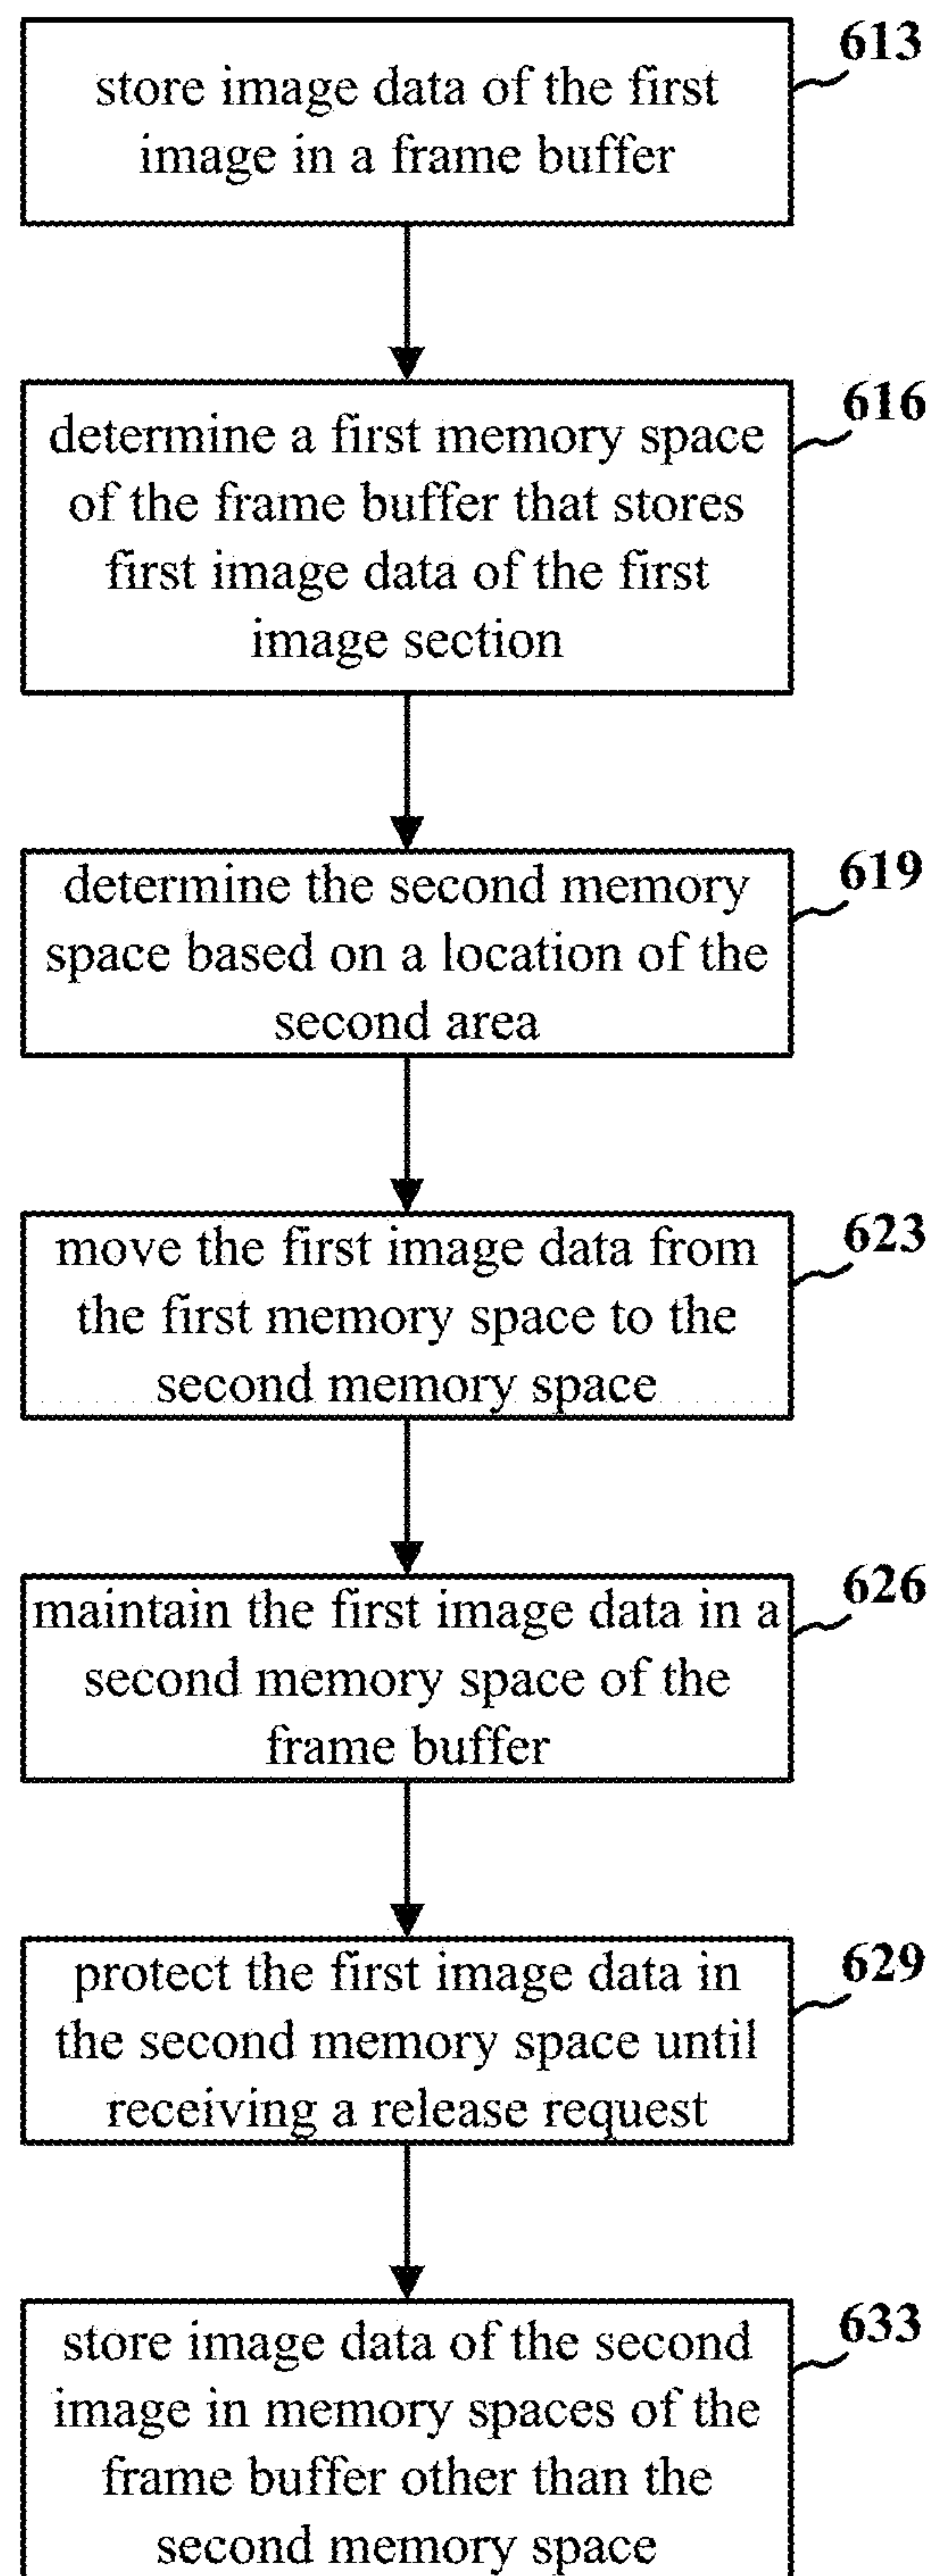 613
store image data of the first
image in a frame buffer
616
determine a first memory space
of the frame buffer that stores
first image data of the first
image section
619
determine the second memory
space based on a location of the
second area
623
move the first image data from
the first memory space to the
second memory space
626
maintain the first image data in a
second memory space of the
frame buffer
629
protect the first image data in
the second memory space until
receiving a release request
633
store image data of the second
image in memory spaces of the
frame buffer other than the
second memory space